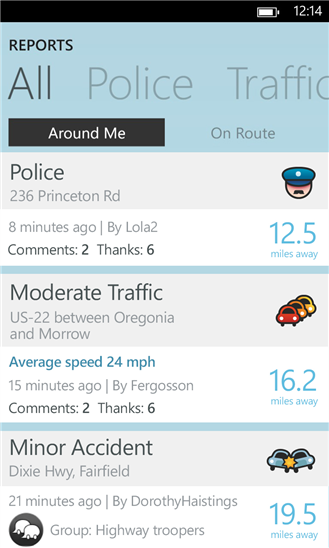 12:14
REPORTS
All Police Traffic
Around Me On Route
Police
236 Princeton Rd
8 minutes ago | By Lola2
Comments: 2 Thanks: 6
12.5
miles away
Moderate Traffic
US-22 between Oregonia
and Morrow
Average speed 24 mph
15 minutes ago | By Fergosson
Comments: 2 Thanks: 6
16.2
miles away
Minor Accident
Dixie Hwy, Fairfield
21 minutes ago | By DorothyHaistings
Group: Highway troopers
19.5
miles away